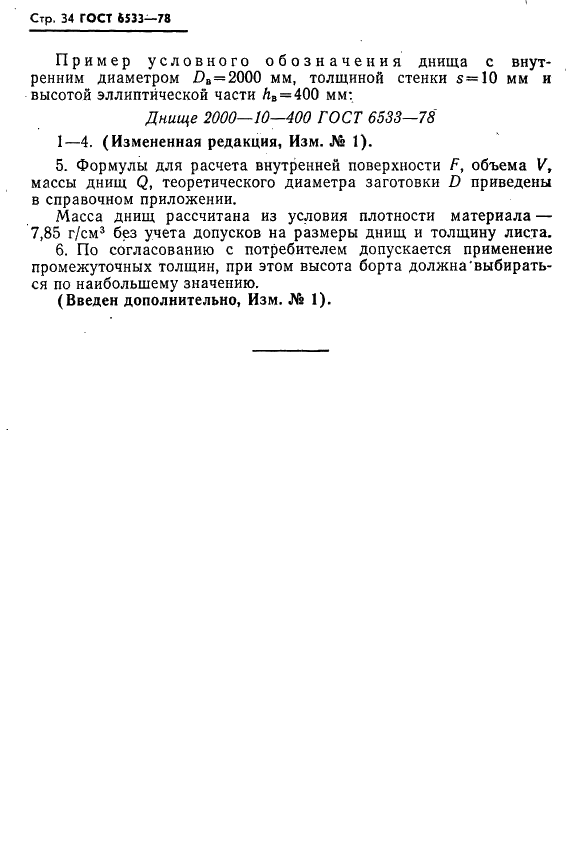 Стр. 34 ГОСТ 6533—78
Пример условного обозначения днища с внут-
ренним диаметром Dв=2000 мм, толщиной стенки s=10 мм и
высотой эллиптической части hв=400 мм:
Днище 2000—10—400 ГОСТ 6533—78
1—4. (Измененная редакция, Изм. № 1).
5. Формулы для расчета внутренней поверхности F, объема V,
массы днищ Q, теоретического диаметра заготовки D приведены
в справочном приложении.
Масса днищ рассчитана из условия плотности материала —
7,85 г/см³ без учета допусков на размеры днищ и толщину листа.
6. По согласованию с потребителем допускается применение
промежуточных толщин, при этом высота борта должна выбирать-
ся по наибольшему значению.
(Введен дополнительно, Изм. № 1).